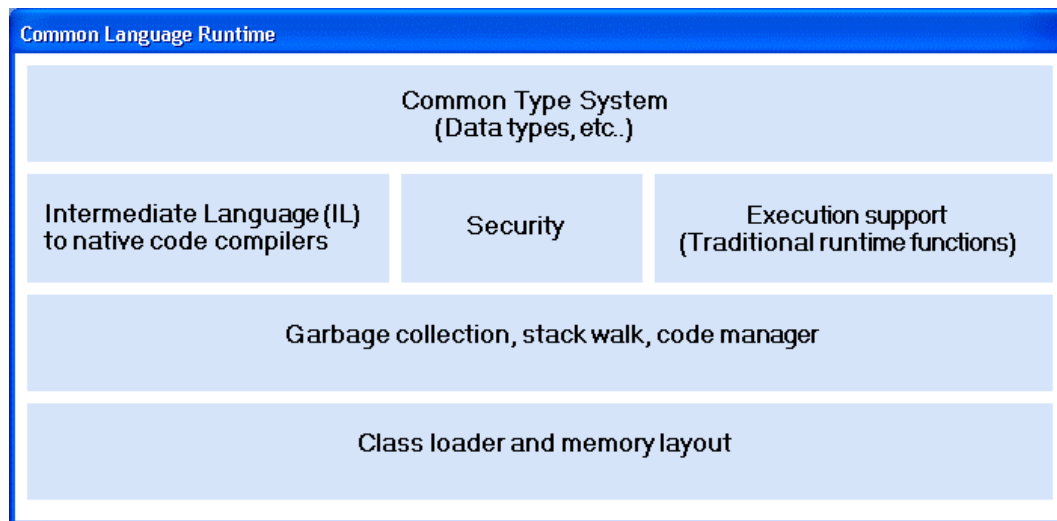 Common Language Runtime
Common Type System
(Data types, etc..)
Intermediate Language (IL)
to native code compilers
Security
Execution support
(Traditional runtime functions)
Garbage collection, stack walk, code manager
Class loader and memory layout